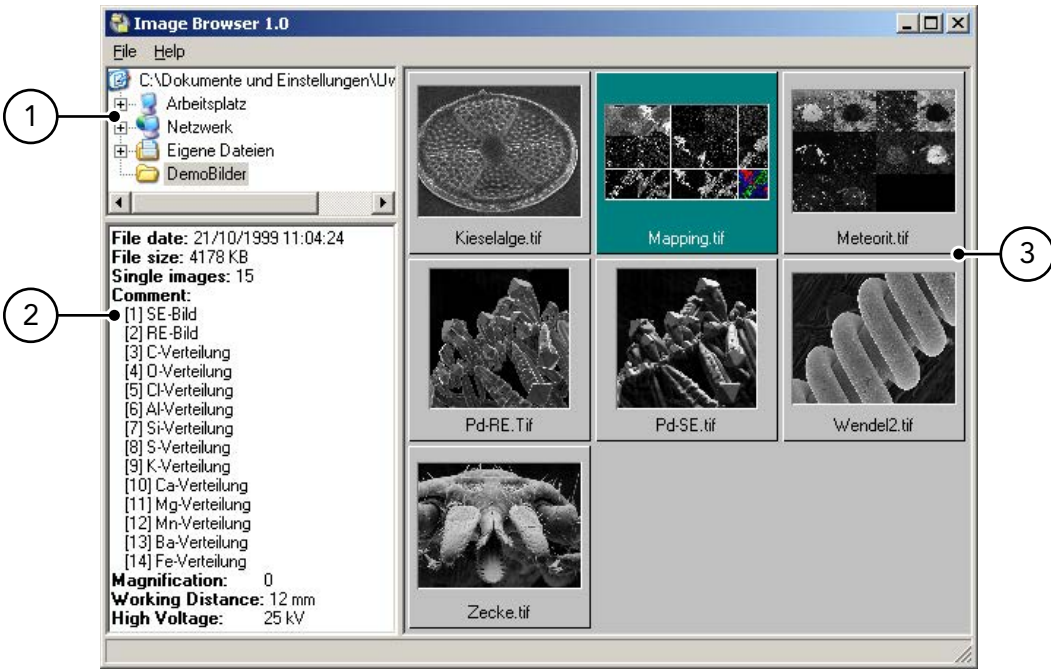 Image Browser 1.0
File Help
C:\Dokumente und Einstellungen\Uw
Arbeitsplatz
Netzwerk
Eigene Dateien
DemoBilder
1
File date: 21/10/1999 11:04:24
File size: 4178 KB
Single images: 15
Comment:
[1] SE-Bild
[2] RE-Bild
[3] C-Verteilung
[4] O-Verteilung
[5] Cl-Verteilung
[6] Al-Verteilung
[7] Si-Verteilung
[8] S-Verteilung
[9] K-Verteilung
[10] Ca-Verteilung
[11] Mg-Verteilung
[12] Mn-Verteilung
[13] Ba-Verteilung
[14] Fe-Verteilung
Magnification: 0
Working Distance: 12 mm
High Voltage: 25 kV
2
Kieselalge.tif Mapping.tif Meteorit.tif
3
Pd-RE.Tif Pd-SE.tif Wendel2.tif
Zecke.tif